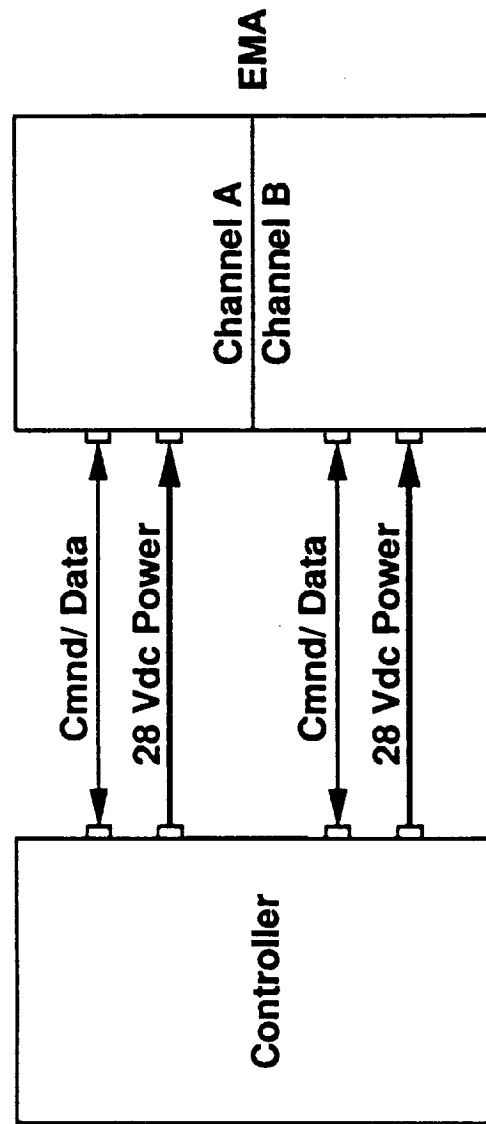 Controller
Cmnd/ Data
28 Vdc Power
Cmnd/ Data
28 Vdc Power
Channel A
Channel B
EMA